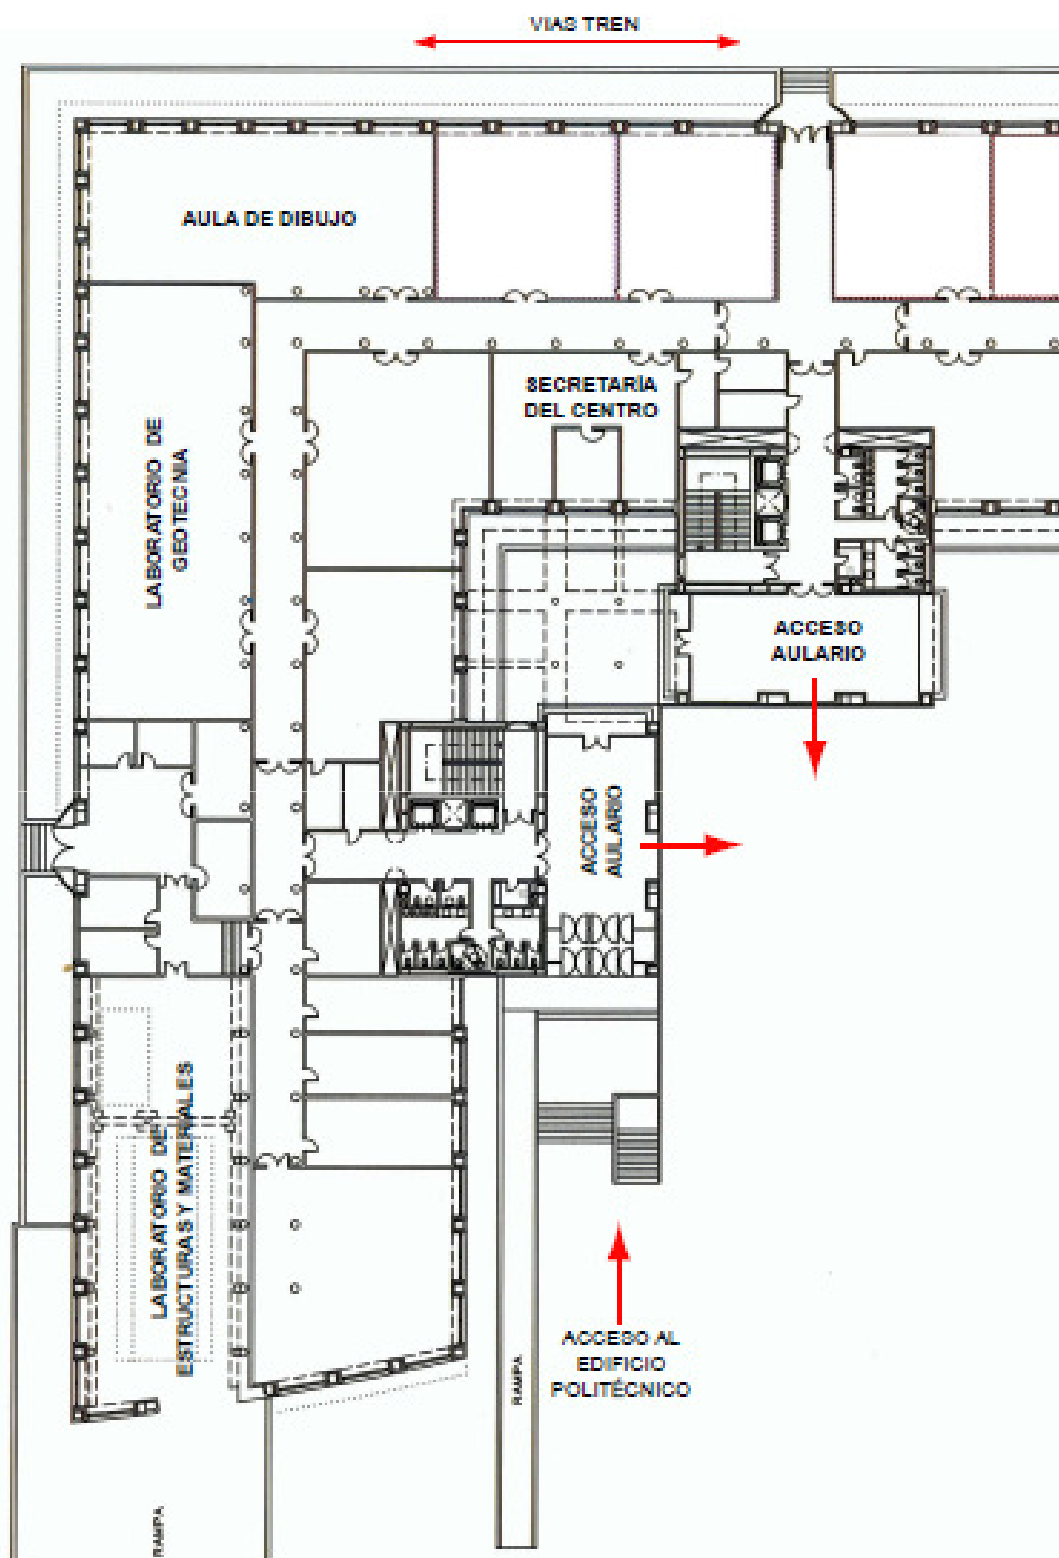 VIAS TREN
AULA DE DIBUJO
SECRETARÍA
DEL CENTRO
LABORATORIO DE
GEOTECNIA
ACCESO
AULARIO
ACCESO
AULARIO
LABORATORIO DE
ESTRUCTURAS Y MATERIALES
ACCESO AL
EDIFICIO
POLITÉCNICO
RAMPA
RAMPA